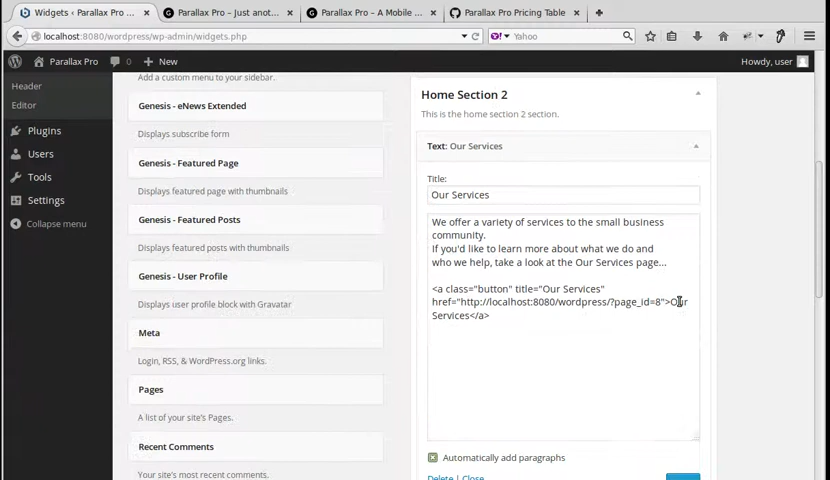 Widgets ‹ Parallax Pro ...
Parallax Pro – Just anot...
Parallax Pro – A Mobile ...
Parallax Pro Pricing Table
localhost:8080/wordpress/wp-admin/widgets.php
Yahoo
Parallax Pro
0
New
Howdy, user
Header
Editor
Plugins
Users
Tools
Settings
Collapse menu
Add a custom menu to your sidebar.
Genesis - eNews Extended
Displays subscribe form
Genesis - Featured Page
Displays featured page with thumbnails
Genesis - Featured Posts
Displays featured posts with thumbnails
Genesis - User Profile
Displays user profile block with Gravatar
Meta
Login, RSS, & WordPress.org links.
Pages
A list of your site's Pages.
Recent Comments
Your site's most recent comments.
Home Section 2
This is the home section 2 section.
Text: Our Services
Title:
Our Services
We offer a variety of services to the small business
community.
If you'd like to learn more about what we do and
who we help, take a look at the Our Services page...
<a class="button" title="Our Services"
href="http://localhost:8080/wordpress/?page_id=8">Our
Services</a>
Automatically add paragraphs
Delete | Close